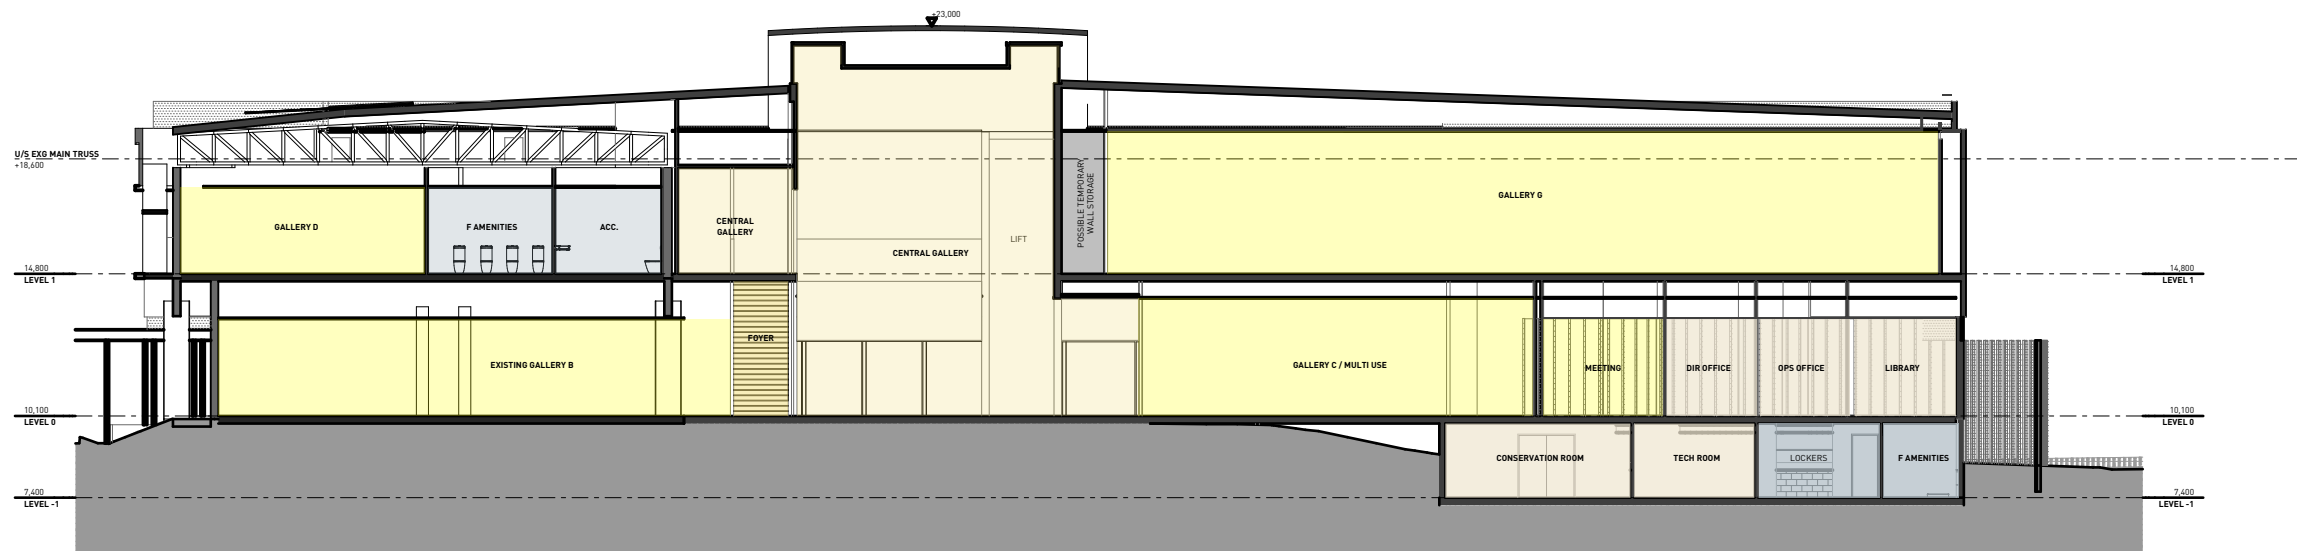 +23,000
U/S EXG MAIN TRUSS
+18,600
POSSIBLE TEMPORARY
WALL STORAGE
GALLERY G
GALLERY D
F AMENITIES
ACC.
CENTRAL
GALLERY
CENTRAL GALLERY
LIFT
14,800
LEVEL 1
14,800
LEVEL 1
FOYER
EXISTING GALLERY B
GALLERY C / MULTI USE
MEETING
DIR OFFICE
OPS OFFICE
LIBRARY
10,100
LEVEL 0
10,100
LEVEL 0
CONSERVATION ROOM
TECH ROOM
LOCKERS
F AMENITIES
7,400
LEVEL -1
7,400
LEVEL -1